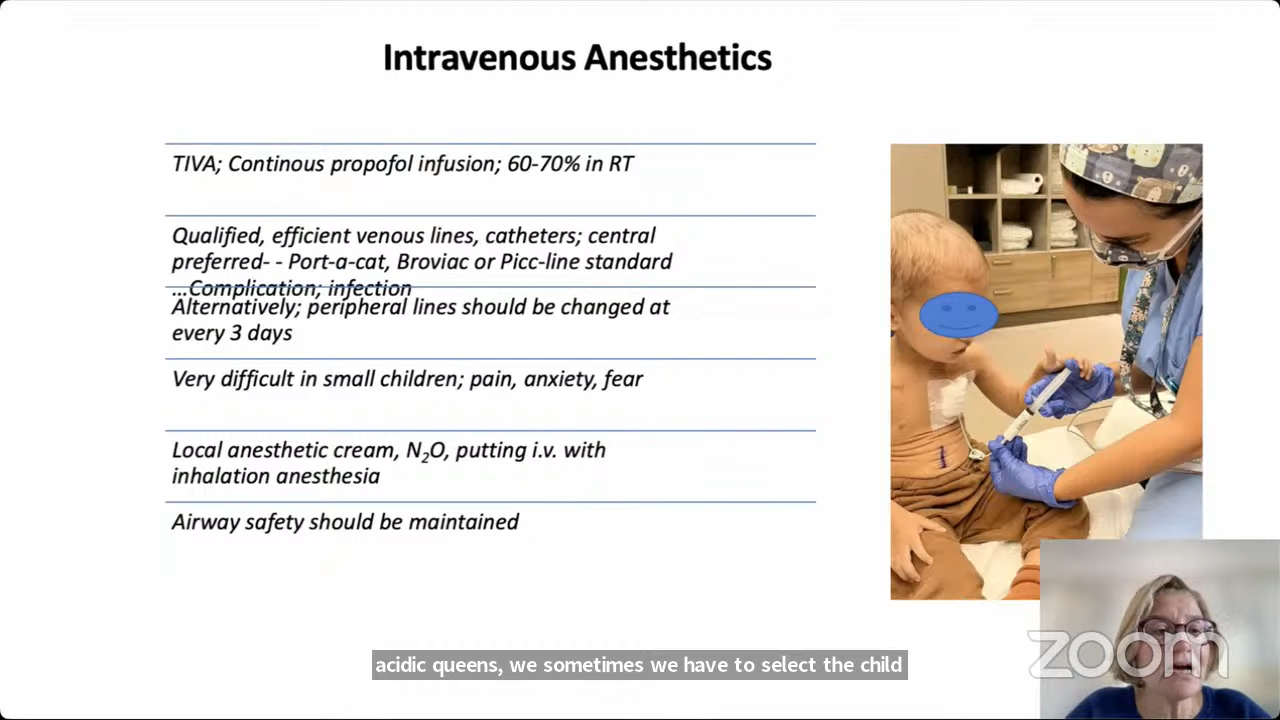 Intravenous Anesthetics
TIVA; Continous propofol infusion; 60-70% in RT
Qualified, efficient venous lines, catheters; central
preferred- - Port-a-cat, Broviac or Picc-line standard
...Complication; infection
Alternatively; peripheral lines should be changed at
every 3 days
Very difficult in small children; pain, anxiety, fear
Local anesthetic cream, N₂O, putting i.v. with
inhalation anesthesia
Airway safety should be maintained
acidic queens, we sometimes we have to select the child
zoom